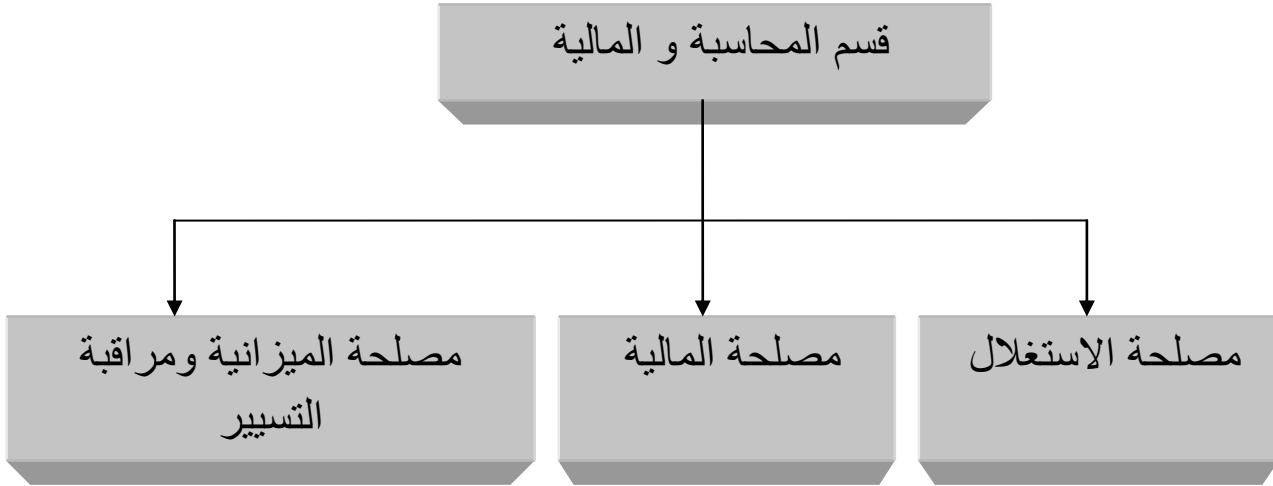 قسم المحاسبة و المالية
مصلحة الاستغلال
مصلحة المالية
مصلحة الميزانية ومراقبة
التسيير